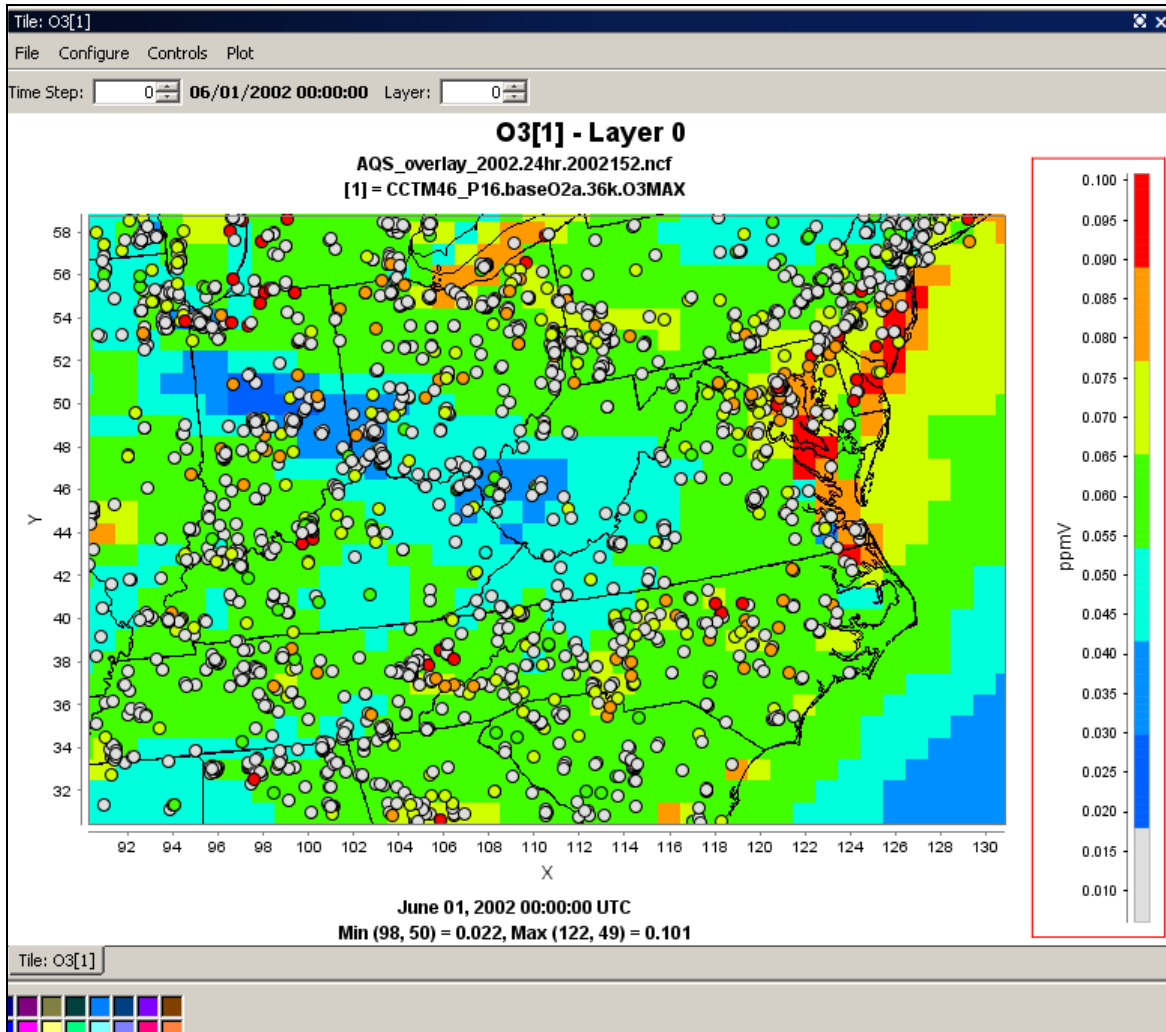 Tile: O3[1]
File Configure Controls Plot
Time Step: 0 06/01/2002 00:00:00 Layer: 0
O3[1] - Layer 0
AQS_overlay_2002.24hr.2002152.ncf
[1] = CCTM46_P16.baseO2a.36k.O3MAX
58
56
54
52
50
48
46
44
42
40
38
36
34
32
Y
92 94 96 98 100 102 104 106 108 110 112 114 116 118 120 122 124 126 128 130
X
0.100
0.095
0.090
0.085
0.080
0.075
0.070
0.065
0.060
0.055
0.050
0.045
0.040
0.035
0.030
0.025
0.020
0.015
0.010
ppmV
June 01, 2002 00:00:00 UTC
Min (98, 50) = 0.022, Max (122, 49) = 0.101
Tile: O3[1]